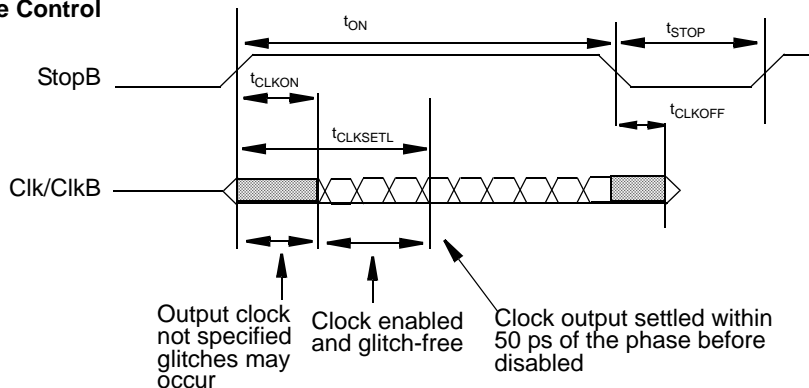 e Control
tON
tSTOP
StopB
tCLKON
tCLKOFF
tCLKSETL
Clk/ClkB
Output clock
not specified
glitches may
occur
Clock enabled
and glitch-free
Clock output settled within
50 ps of the phase before
disabled